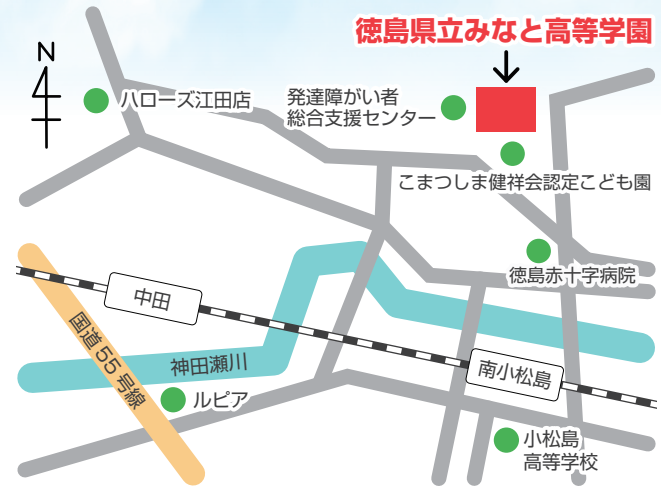 徳島県立みなと高等学園
N
ハローズ江田店
発達障がい者
総合支援センター
こまつしま健祥会認定こども園
徳島赤十字病院
中田
国道55号線
神田瀬川
南小松島
ルピア
小松島
高等学校